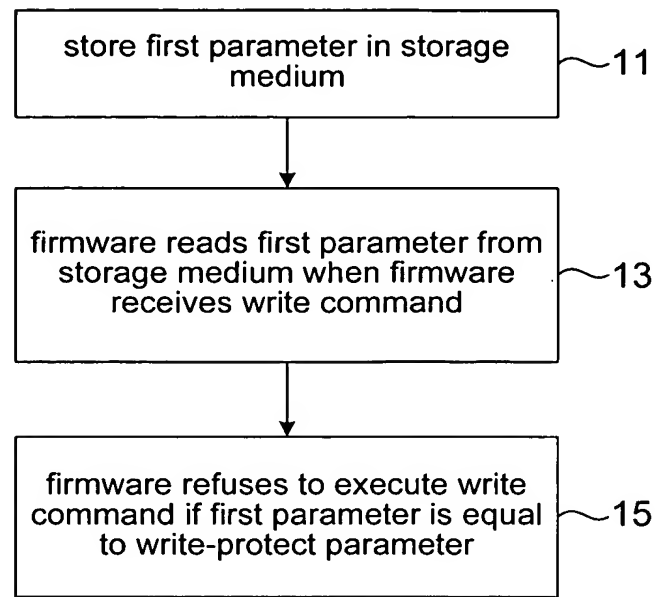 store first parameter in storage
medium
11
firmware reads first parameter from
storage medium when firmware
receives write command
13
firmware refuses to execute write
command if first parameter is equal
to write-protect parameter
15